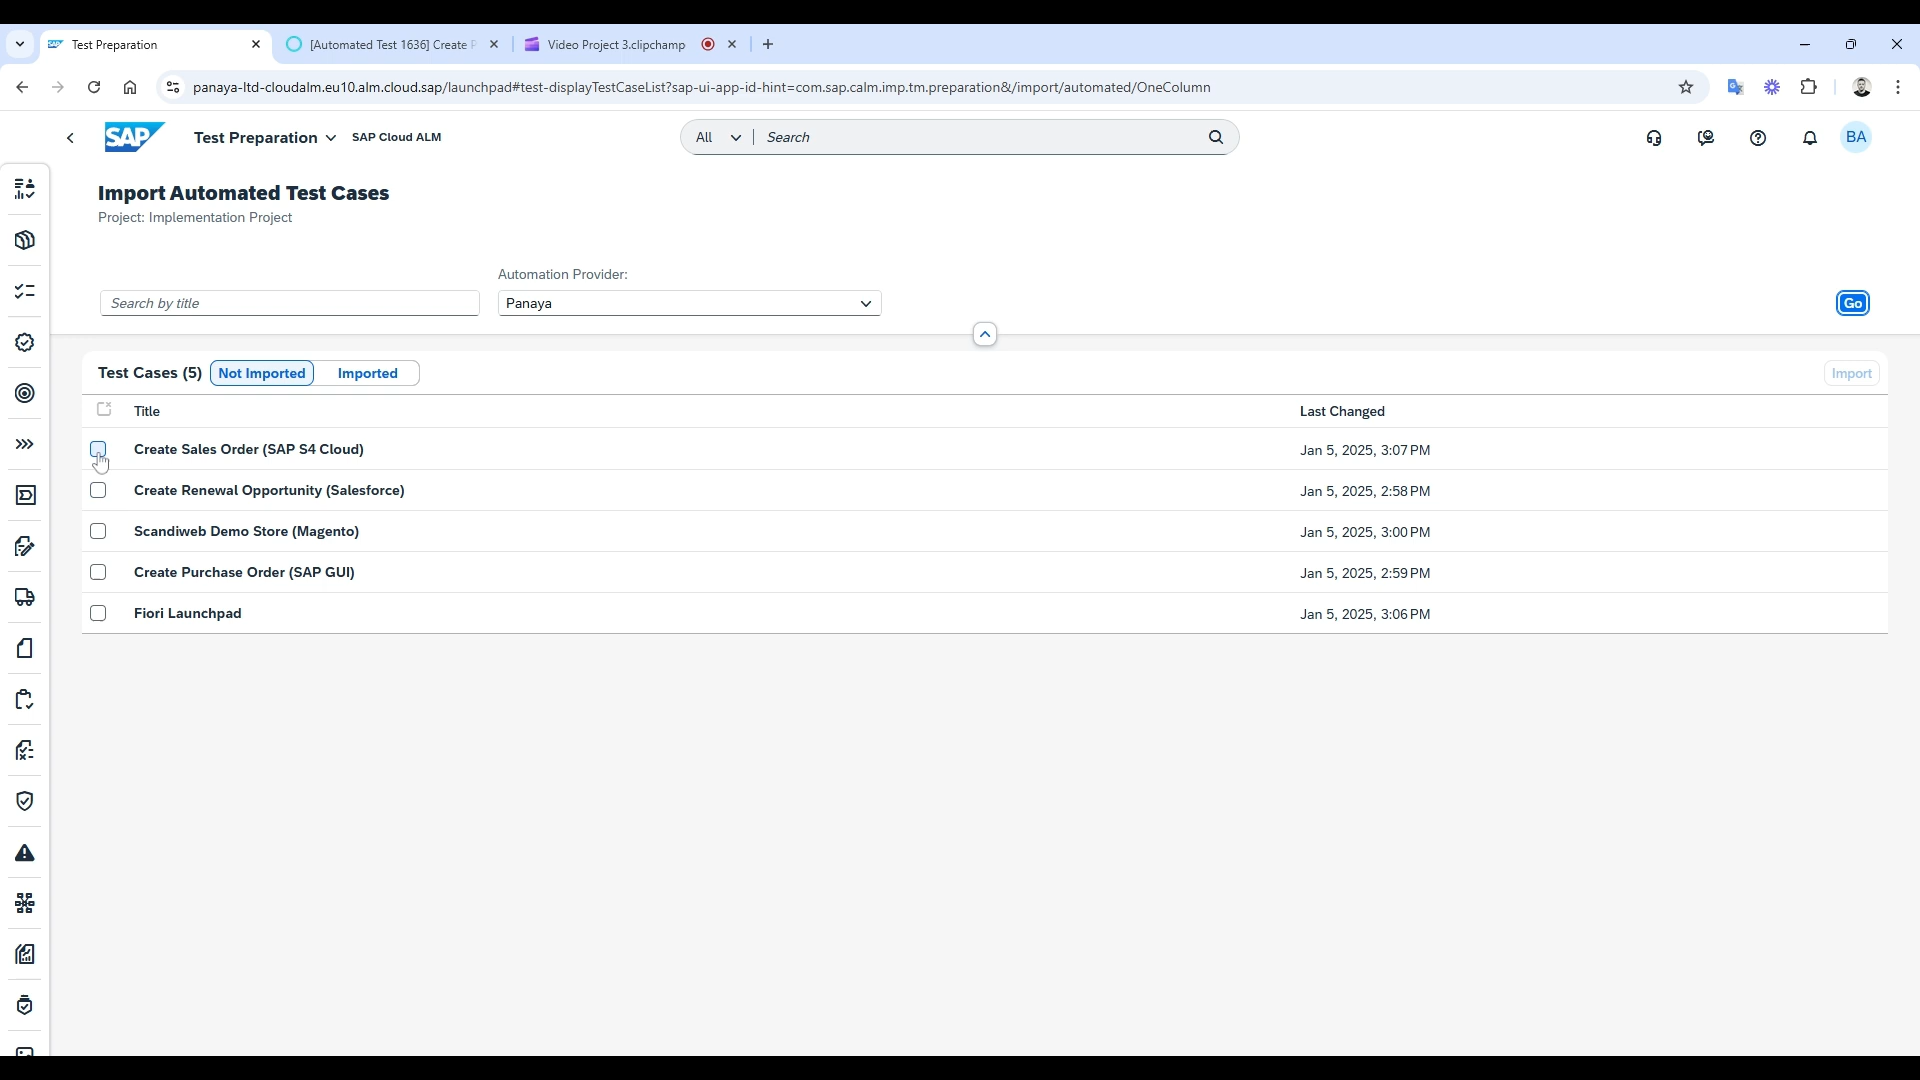 Test Preparation
[Automated Test 1636] Create P
Video Project 3.clipchamp
panaya-ltd-cloudalm.eu10.alm.cloud.sap/launchpad#test-displayTestCaseList?sap-ui-app-id-hint=com.sap.calm.imp.tm.preparation&/import/automated/OneColumn
SAP Test Preparation SAP Cloud ALM All Search BA
Import Automated Test Cases
Project: Implementation Project
Automation Provider:
Search by title Panaya Go
Test Cases (5) Not Imported Imported Import
Title Last Changed
Create Sales Order (SAP S4 Cloud) Jan 5, 2025, 3:07 PM
Create Renewal Opportunity (Salesforce) Jan 5, 2025, 2:58 PM
Scandiweb Demo Store (Magento) Jan 5, 2025, 3:00 PM
Create Purchase Order (SAP GUI) Jan 5, 2025, 2:59 PM
Fiori Launchpad Jan 5, 2025, 3:06 PM